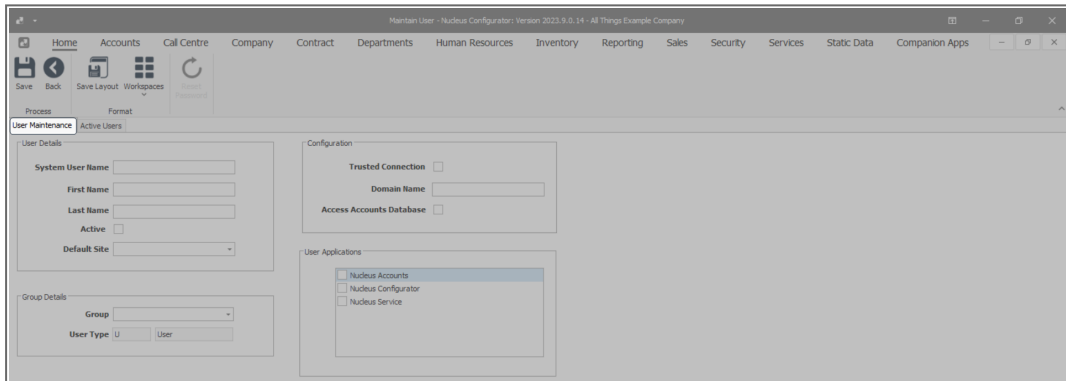 Maintain User - Nucleus Configurator: Version 2023.9.0.14 - All Things Example Company
Home Accounts Call Centre Company Contract Departments Human Resources Inventory Reporting Sales Security Services Static Data Companion Apps
Save Back Save Layout Workspaces Reset Password
Process Format
User Maintenance Active Users
User Details
System User Name
First Name
Last Name
Active
Default Site
Group Details
Group
User Type U User
Configuration
Trusted Connection
Domain Name
Access Accounts Database
User Applications
Nucleus Accounts
Nucleus Configurator
Nucleus Service